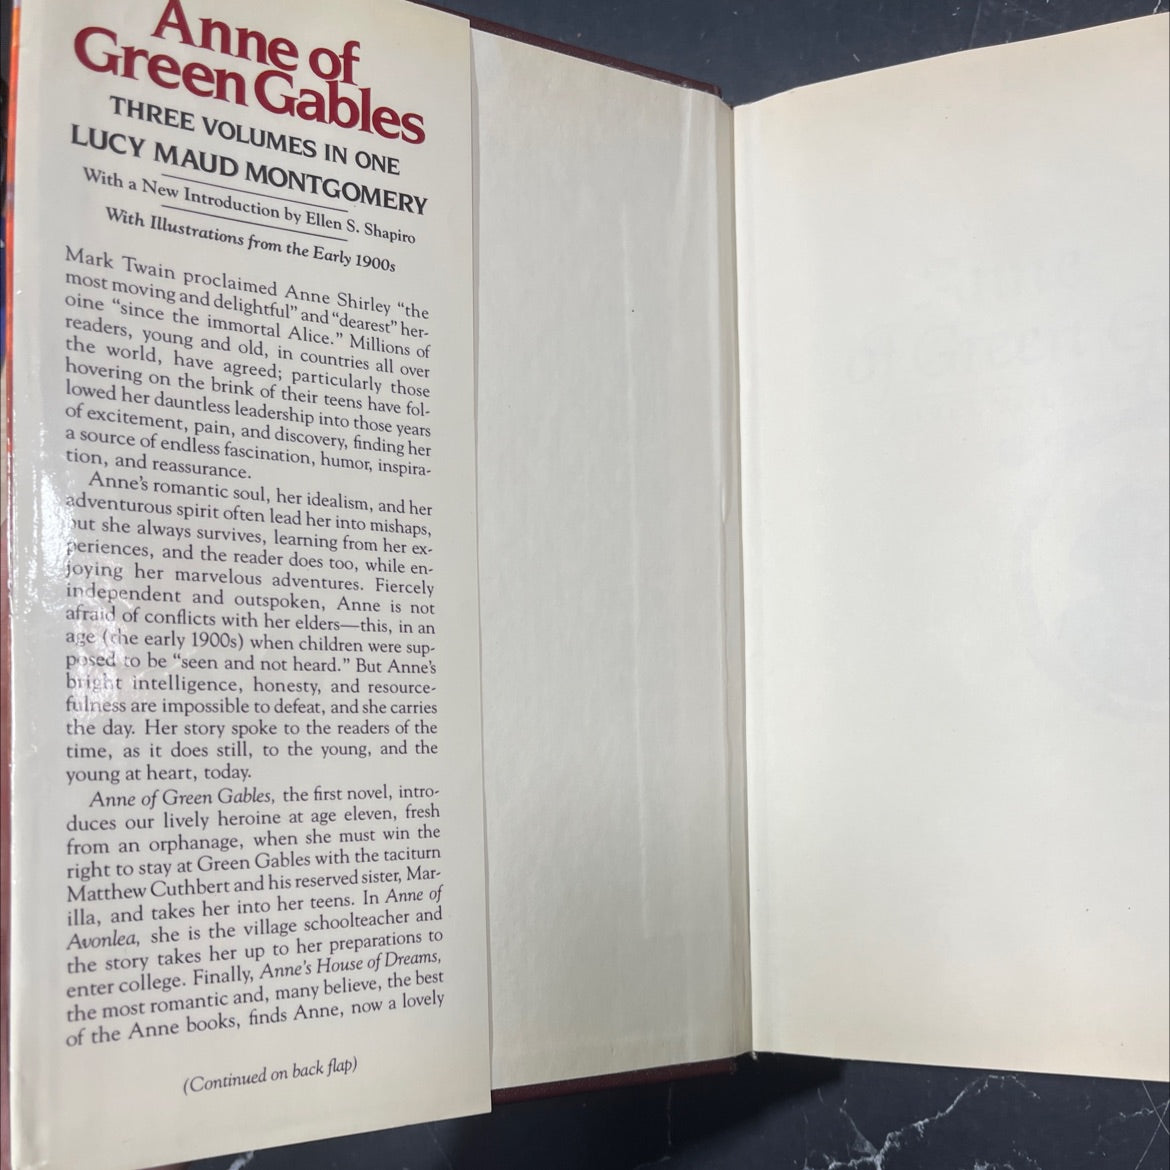 Anne of
Green Gables
THREE VOLUMES IN ONE
LUCY MAUD MONTGOMERY
With a New Introduction by Ellen S. Shapiro
With Illustrations from the Early 1900s
Mark Twain proclaimed Anne Shirley “the
most moving and delightful” and “dearest” her-
oine “since the immortal Alice.” Millions of
readers, young and old, in countries all over
the world, have agreed; particularly those
hovering on the brink of their teens have fol-
lowed her dauntless leadership into those years
of excitement, pain, and discovery, finding her
a source of endless fascination, humor, inspira-
tion, and reassurance.
Anne’s romantic soul, her idealism, and her
adventurous spirit often lead her into mishaps,
but she always survives, learning from her ex-
periences, and the reader does too, while en-
joying her marvelous adventures. Fiercely
independent and outspoken, Anne is not
afraid of conflicts with her elders—this, in an
age (the early 1900s) when children were sup-
posed to be “seen and not heard.” But Anne’s
bright intelligence, honesty, and resource-
fulness are impossible to defeat, and she carries
the day. Her story spoke to the readers of the
time, as it does still, to the young, and the
young at heart, today.
Anne of Green Gables, the first novel, intro-
duces our lively heroine at age eleven, fresh
from an orphanage, when she must win the
right to stay at Green Gables with the taciturn
Matthew Cuthbert and his reserved sister, Mar-
illa, and takes her into her teens. In Anne of
Avonlea, she is the village schoolteacher and
the story takes her up to her preparations to
enter college. Finally, Anne’s House of Dreams,
the most romantic and, many believe, the best
of the Anne books, finds Anne, now a lovely
(Continued on back flap)